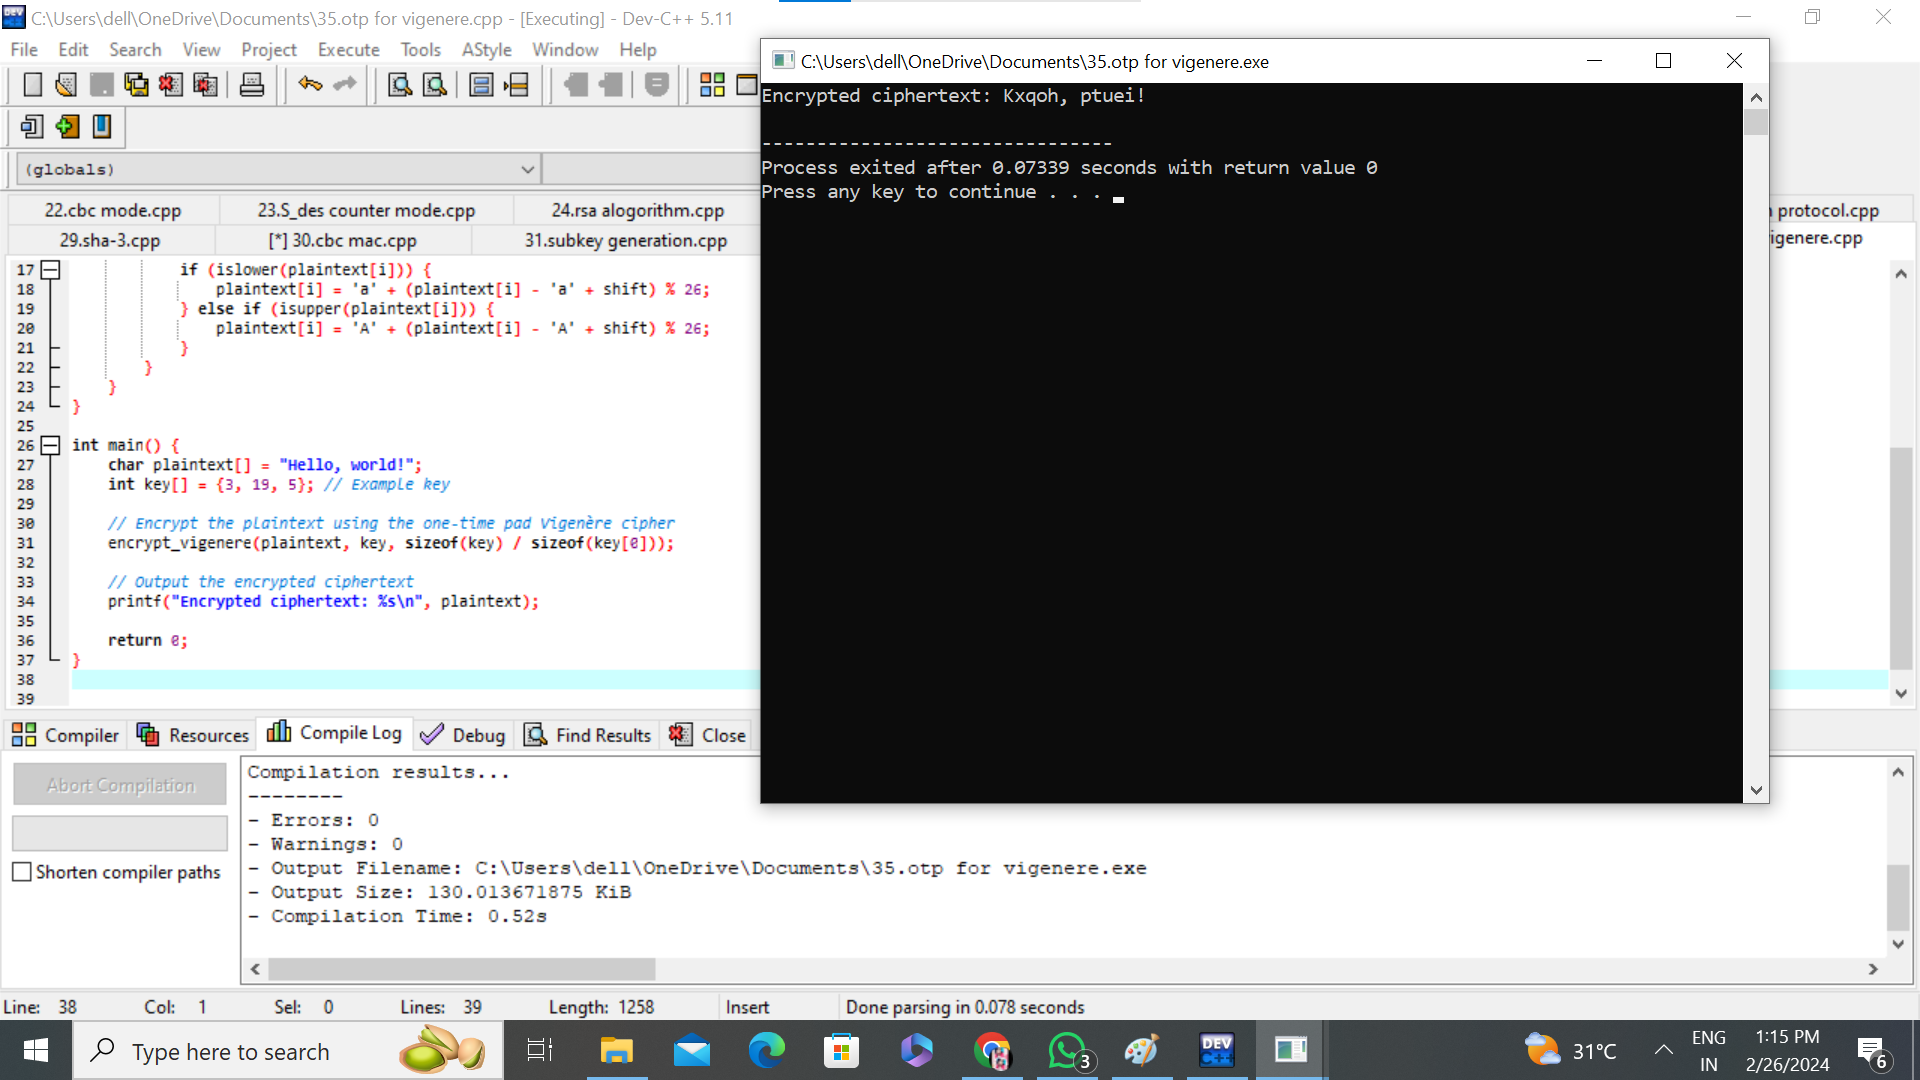 C:\Users\dell\OneDrive\Documents\35.otp for vigenere.cpp - [Executing] - Dev-C++ 5.11
File Edit Search View Project Execute Tools AStyle Window Help
(globals)
22.cbc mode.cpp 23.S_des counter mode.cpp 24.rsa alogorithm.cpp protocol.cpp
29.sha-3.cpp [*] 30.cbc mac.cpp 31.subkey generation.cpp igenere.cpp
17 if (islower(plaintext[i])) {
18 plaintext[i] = 'a' + (plaintext[i] - 'a' + shift) % 26;
19 } else if (isupper(plaintext[i])) {
20 plaintext[i] = 'A' + (plaintext[i] - 'A' + shift) % 26;
21 }
22 }
23 }
24 }
25
26 int main() {
27 char plaintext[] = "Hello, world!";
28 int key[] = {3, 19, 5}; // Example key
29
30 // Encrypt the plaintext using the one-time pad Vigenère cipher
31 encrypt_vigenere(plaintext, key, sizeof(key) / sizeof(key[0]));
32
33 // Output the encrypted ciphertext
34 printf("Encrypted ciphertext: %s\n", plaintext);
35
36 return 0;
37 }
38
39
C:\Users\dell\OneDrive\Documents\35.otp for vigenere.exe
Encrypted ciphertext: Kxqoh, ptuei!
--------------------------------
Process exited after 0.07339 seconds with return value 0
Press any key to continue . . .
Compiler Resources Compile Log Debug Find Results Close
Abort Compilation
Shorten compiler paths
Compilation results...
--------
- Errors: 0
- Warnings: 0
- Output Filename: C:\Users\dell\OneDrive\Documents\35.otp for vigenere.exe
- Output Size: 130.013671875 KiB
- Compilation Time: 0.52s
Line: 38 Col: 1 Sel: 0 Lines: 39 Length: 1258 Insert Done parsing in 0.078 seconds
Type here to search
3
DEV C++
31°C
ENG
IN
1:15 PM
2/26/2024
6